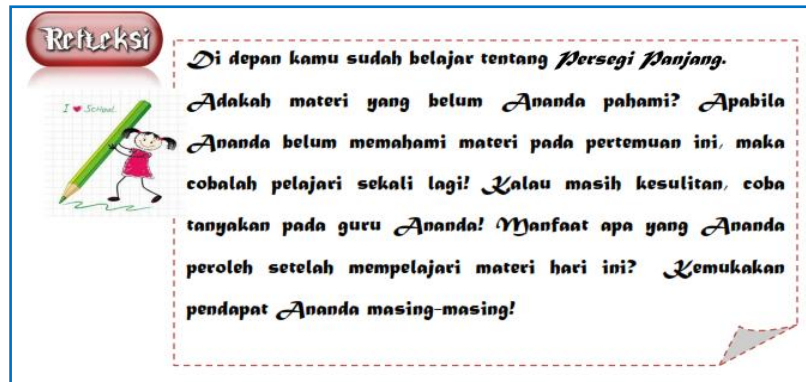 Refleksi
Di depan kamu sudah belajar tentang Persegi Panjang.
Adakah materi yang belum Ananda pahami? Apabila
I ♥ School
Ananda belum memahami materi pada pertemuan ini, maka
cobalah pelajari sekali lagi! Kalau masih kesulitan, coba
tanyakan pada guru Ananda! Manfaat apa yang Ananda
peroleh setelah mempelajari materi hari ini? Kemukakan
pendapat Ananda masing-masing!